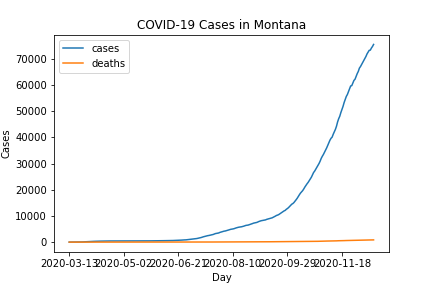 COVID-19 Cases in Montana
cases
deaths
70000
60000
50000
40000
30000
20000
10000
0
Cases
2020-03-13 2020-05-02 2020-06-21 2020-08-10 2020-09-29 2020-11-18
Day